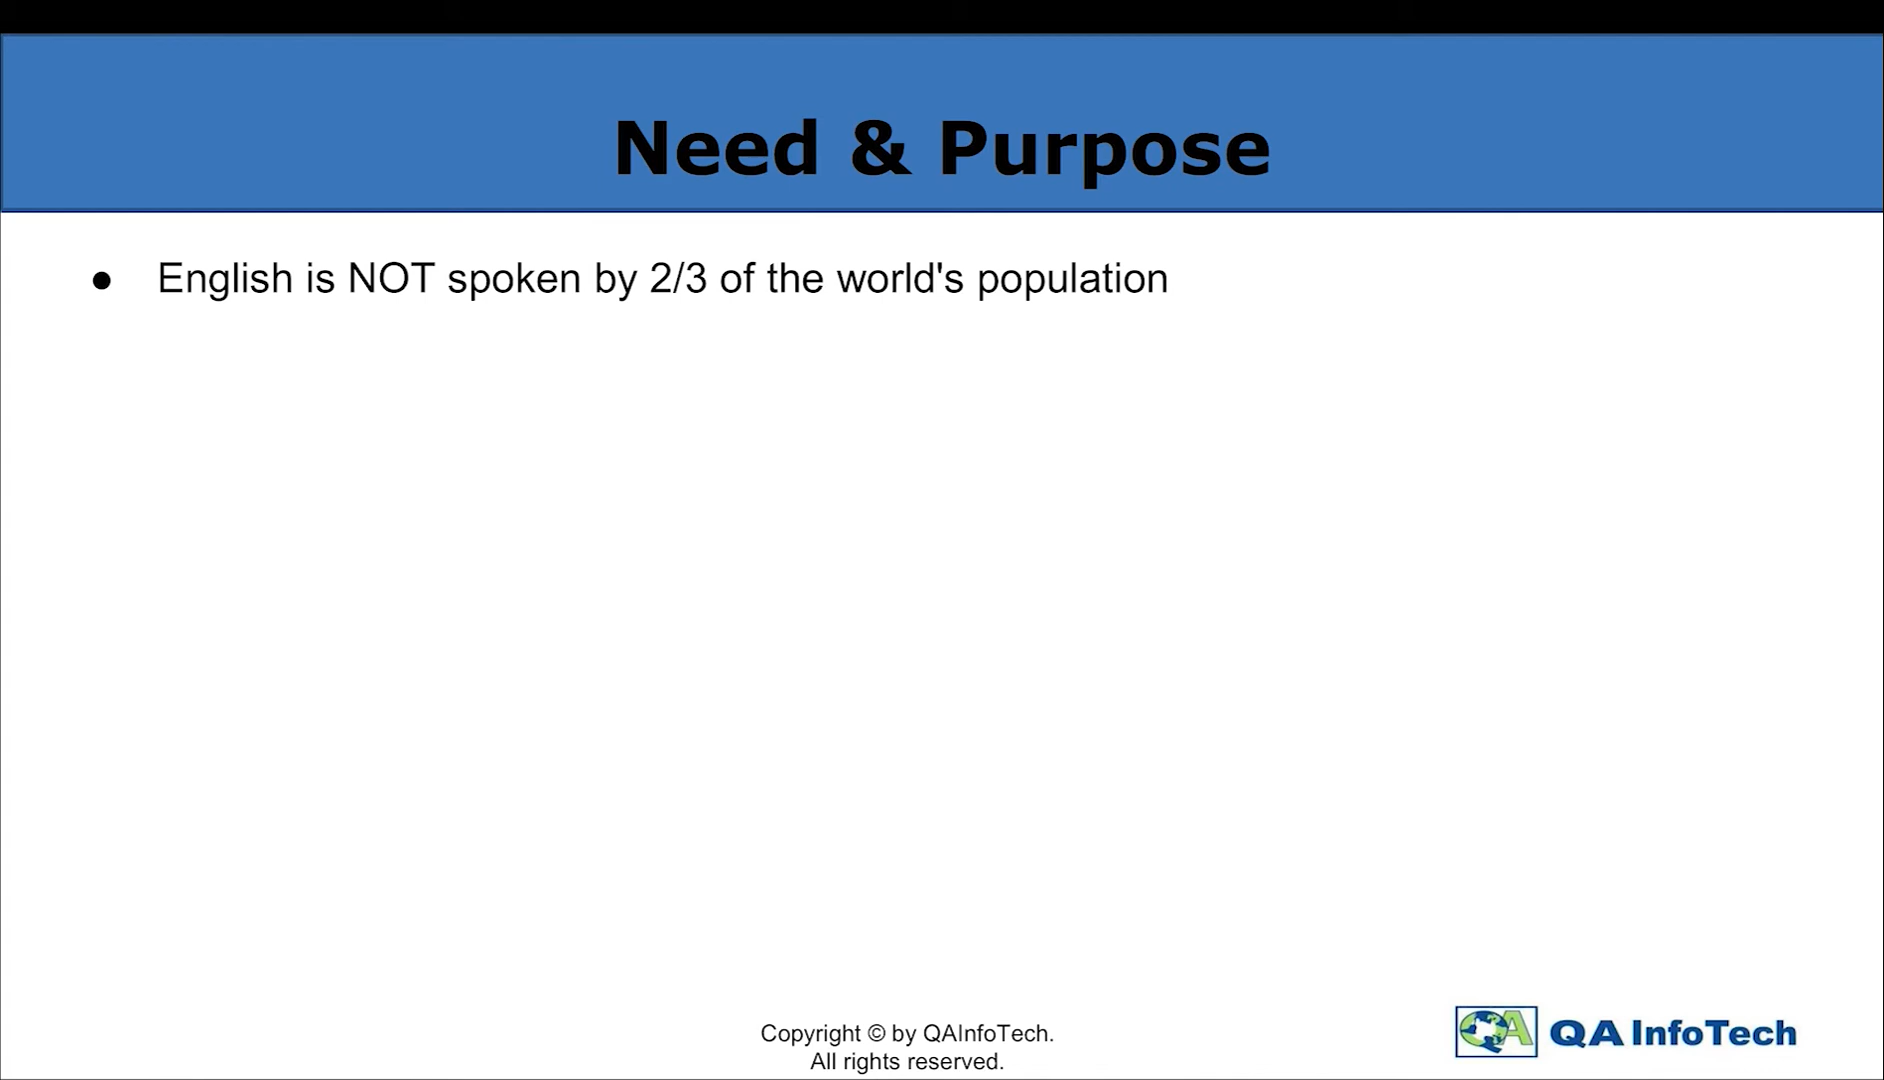 Need & Purpose
● English is NOT spoken by 2/3 of the world's population
Copyright © by QAInfoTech.
All rights reserved.
QA QA InfoTech